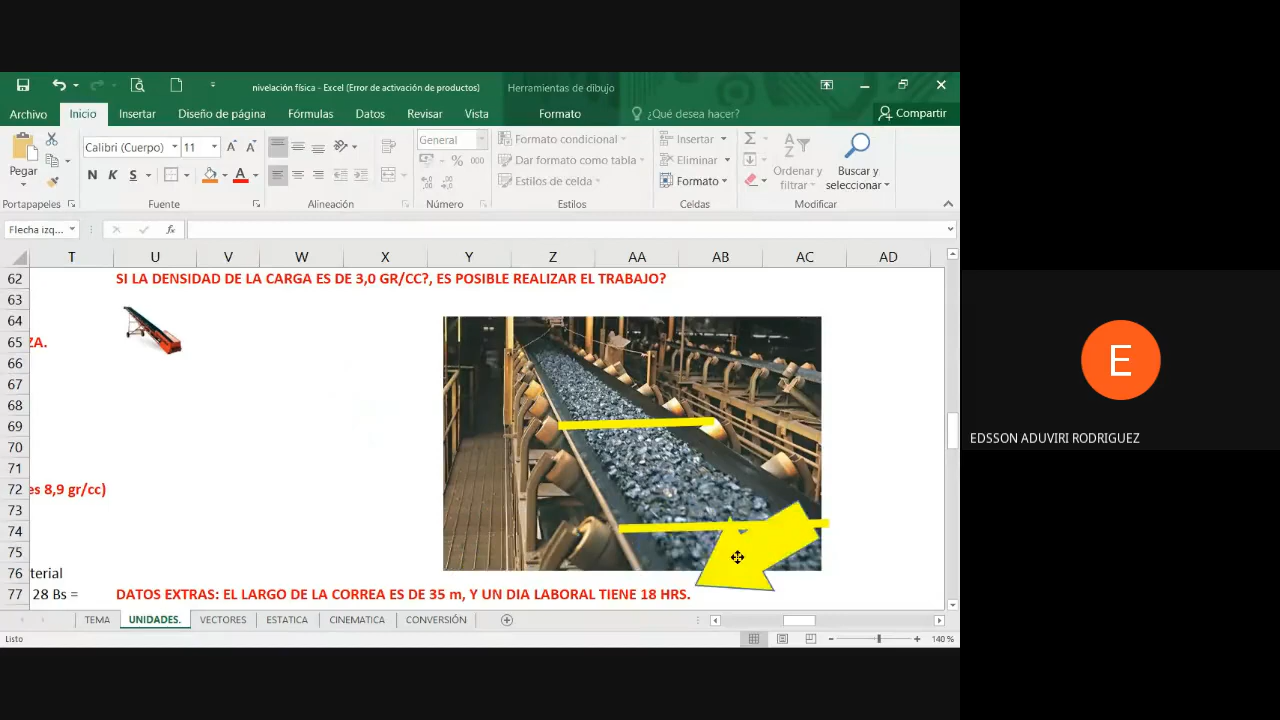 nivelación física - Excel (Error de activación de productos)
Herramientas de dibujo
Archivo
Inicio
Insertar
Diseño de página
Fórmulas
Datos
Revisar
Vista
Formato
¿Qué desea hacer?
Compartir
Pegar
Calibri (Cuerpo)
11
N K S
General
% 000
Formato condicional
Dar formato como tabla
Estilos de celda
Insertar
Eliminar
Formato
Ordenar y filtrar
Buscar y seleccionar
Portapapeles
Fuente
Alineación
Número
Estilos
Celdas
Modificar
Flecha izq...
fx
T U V W X Y Z AA AB AC AD
62 SI LA DENSIDAD DE LA CARGA ES DE 3,0 GR/CC?, ES POSIBLE REALIZAR EL TRABAJO?
63
64
65 ZA.
66
67
68
69
70
71
72 es 8,9 gr/cc)
73
74
75
76 terial
77 28 Bs = DATOS EXTRAS: EL LARGO DE LA CORREA ES DE 35 m, Y UN DIA LABORAL TIENE 18 HRS.
TEMA
UNIDADES.
VECTORES
ESTATICA
CINEMATICA
CONVERSIÓN
Listo
140 %
E
EDSSON ADUVIRI RODRIGUEZ